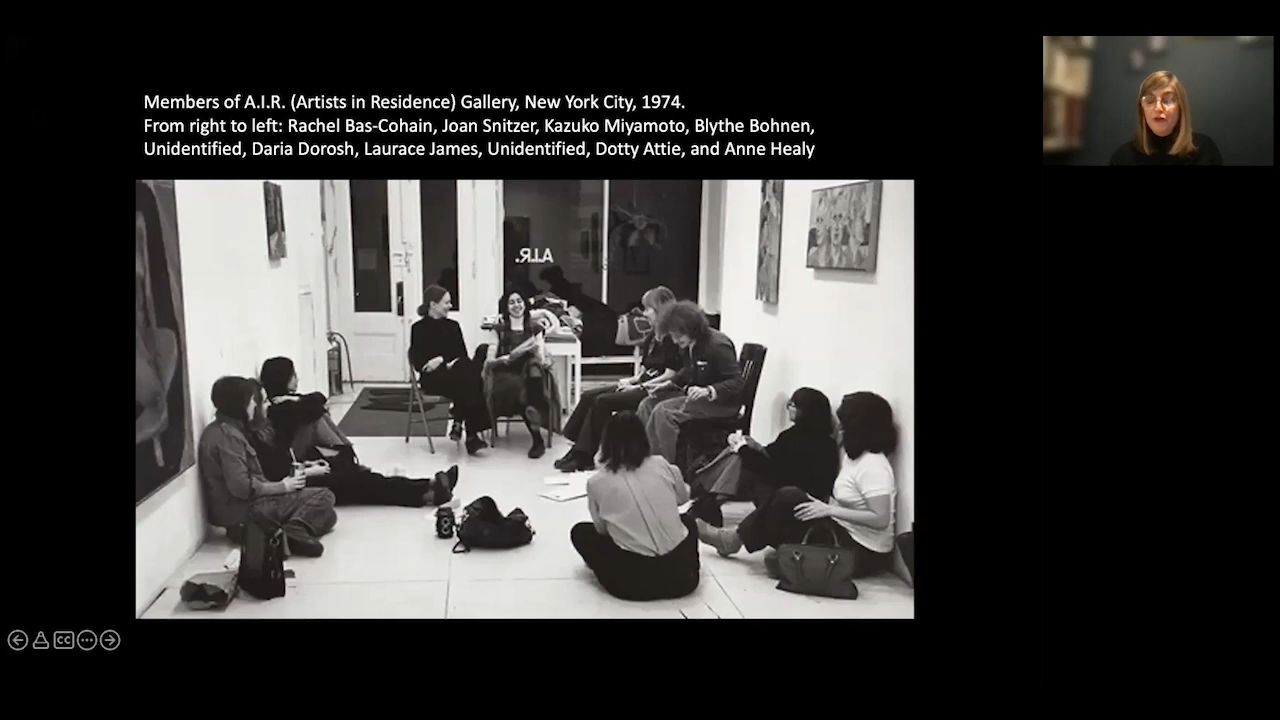 Members of A.I.R. (Artists in Residence) Gallery, New York City, 1974.
From right to left: Rachel Bas-Cohain, Joan Snitzer, Kazuko Miyamoto, Blythe Bohnen,
Unidentified, Daria Dorosh, Laurace James, Unidentified, Dotty Attie, and Anne Healy
A.I.R.
CC